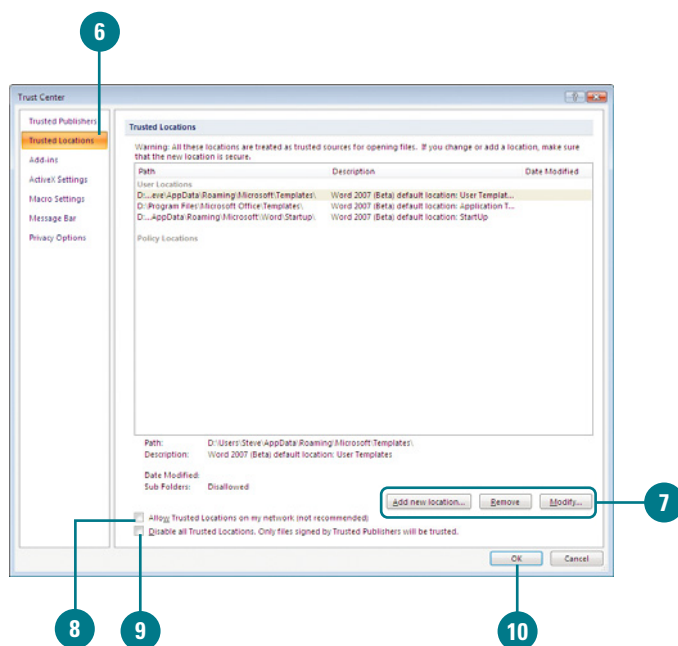 6
Trust Center
Trusted Publishers
Trusted Locations
Add-ins
ActiveX Settings
Macro Settings
Message Bar
Privacy Options
Trusted Locations
Warning: All these locations are treated as trusted sources for opening files. If you change or add a location, make sure
that the new location is secure.
Path Description Date Modified
User Locations
D:...eve\AppData\Roaming\Microsoft\Templates\ Word 2007 (Beta) default location: User Templat...
D:\Program Files\Microsoft Office\Templates\ Word 2007 (Beta) default location: Application T...
D:...AppData\Roaming\Microsoft\Word\Startup\ Word 2007 (Beta) default location: StartUp
Policy Locations
Path: D:\Users\Steve\AppData\Roaming\Microsoft\Templates\
Description: Word 2007 (Beta) default location: User Templates
Date Modified:
Sub Folders: Disallowed
Add new location... Remove Modify...
7
Allow Trusted Locations on my network (not recommended)
Disable all Trusted Locations. Only files signed by Trusted Publishers will be trusted.
OK Cancel
8 9 10